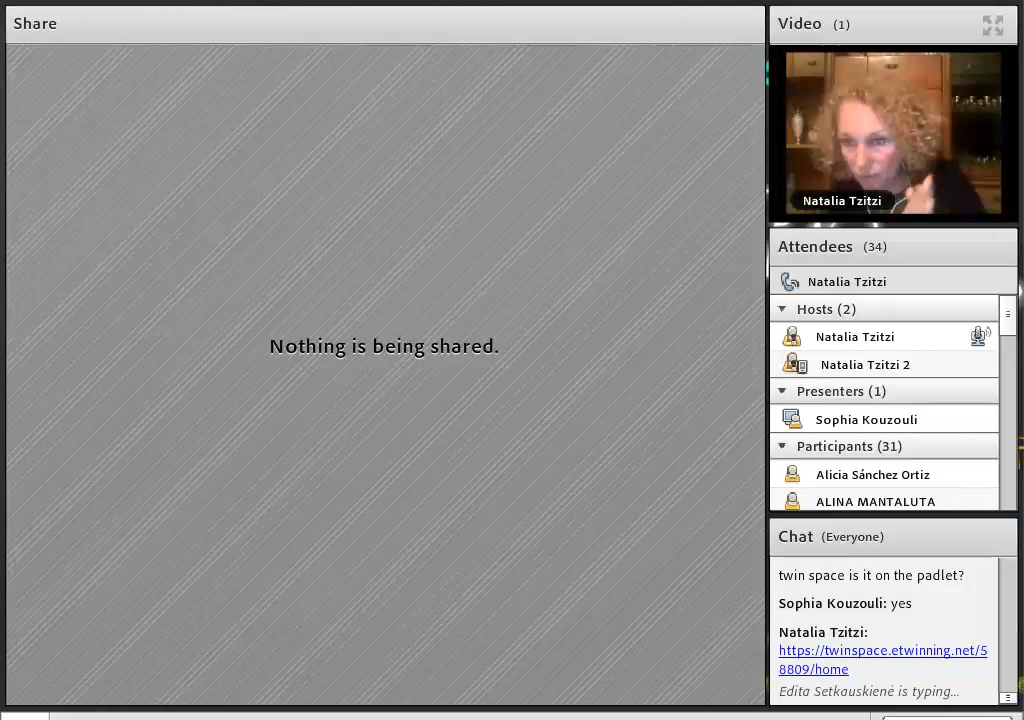 Share
Nothing is being shared.
Video (1)
Natalia Tzitzi
Attendees (34)
Natalia Tzitzi
Hosts (2)
Natalia Tzitzi
Natalia Tzitzi 2
Presenters (1)
Sophia Kouzouli
Participants (31)
Alicia Sánchez Ortiz
ALINA MANTALUTA
Chat (Everyone)
twin space is it on the padlet?
Sophia Kouzouli: yes
Natalia Tzitzi:
https://twinspace.etwinning.net/5
8809/home
Edita Setkauskienė is typing...